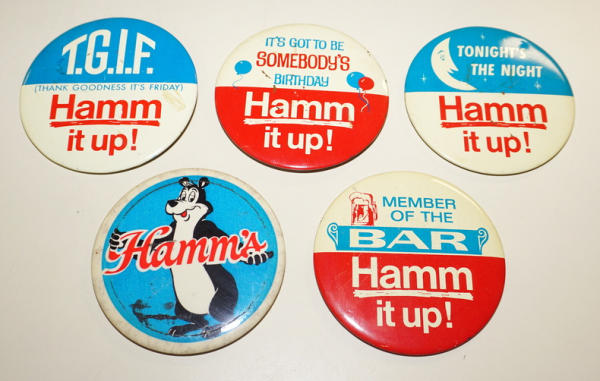 T.G.I.F.
(THANK GOODNESS IT'S FRIDAY)
Hamm
it up!
IT'S GOT TO BE
SOMEBODY'S
BIRTHDAY
Hamm
it up!
TONIGHT'S
THE NIGHT
Hamm
it up!
Hamm's
MEMBER
OF THE
BAR
Hamm
it up!